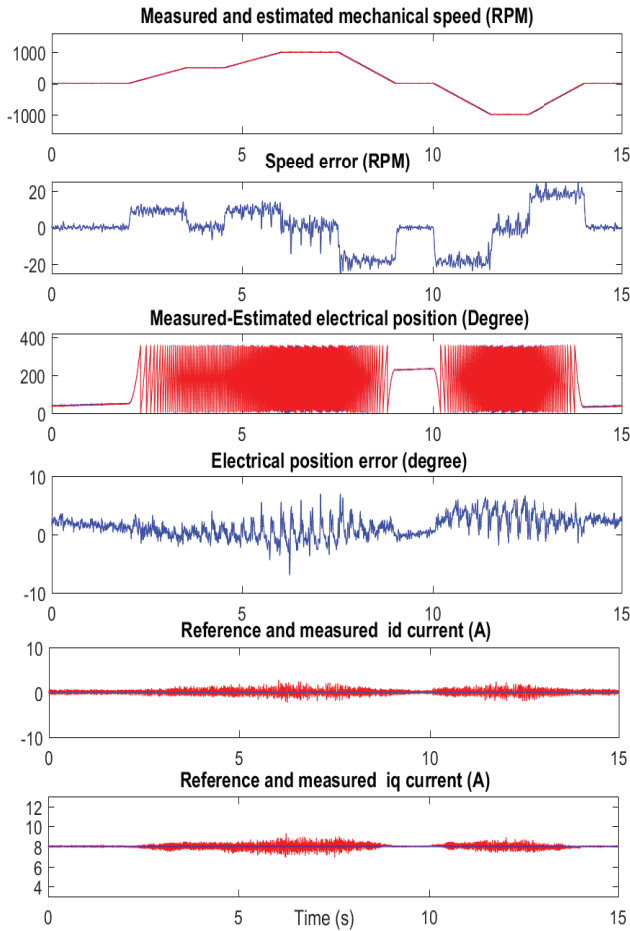 Measured and estimated mechanical speed (RPM)
1000
0
-1000
0 5 10 15
Speed error (RPM)
20
0
-20
0 5 10 15
Measured-Estimated electrical position (Degree)
400
200
0
0 5 10 15
Electrical position error (degree)
10
0
-10
0 5 10 15
Reference and measured id current (A)
10
0
-10
0 5 10 15
Reference and measured iq current (A)
12
10
8
6
4
0 5 10 15
Time (s)